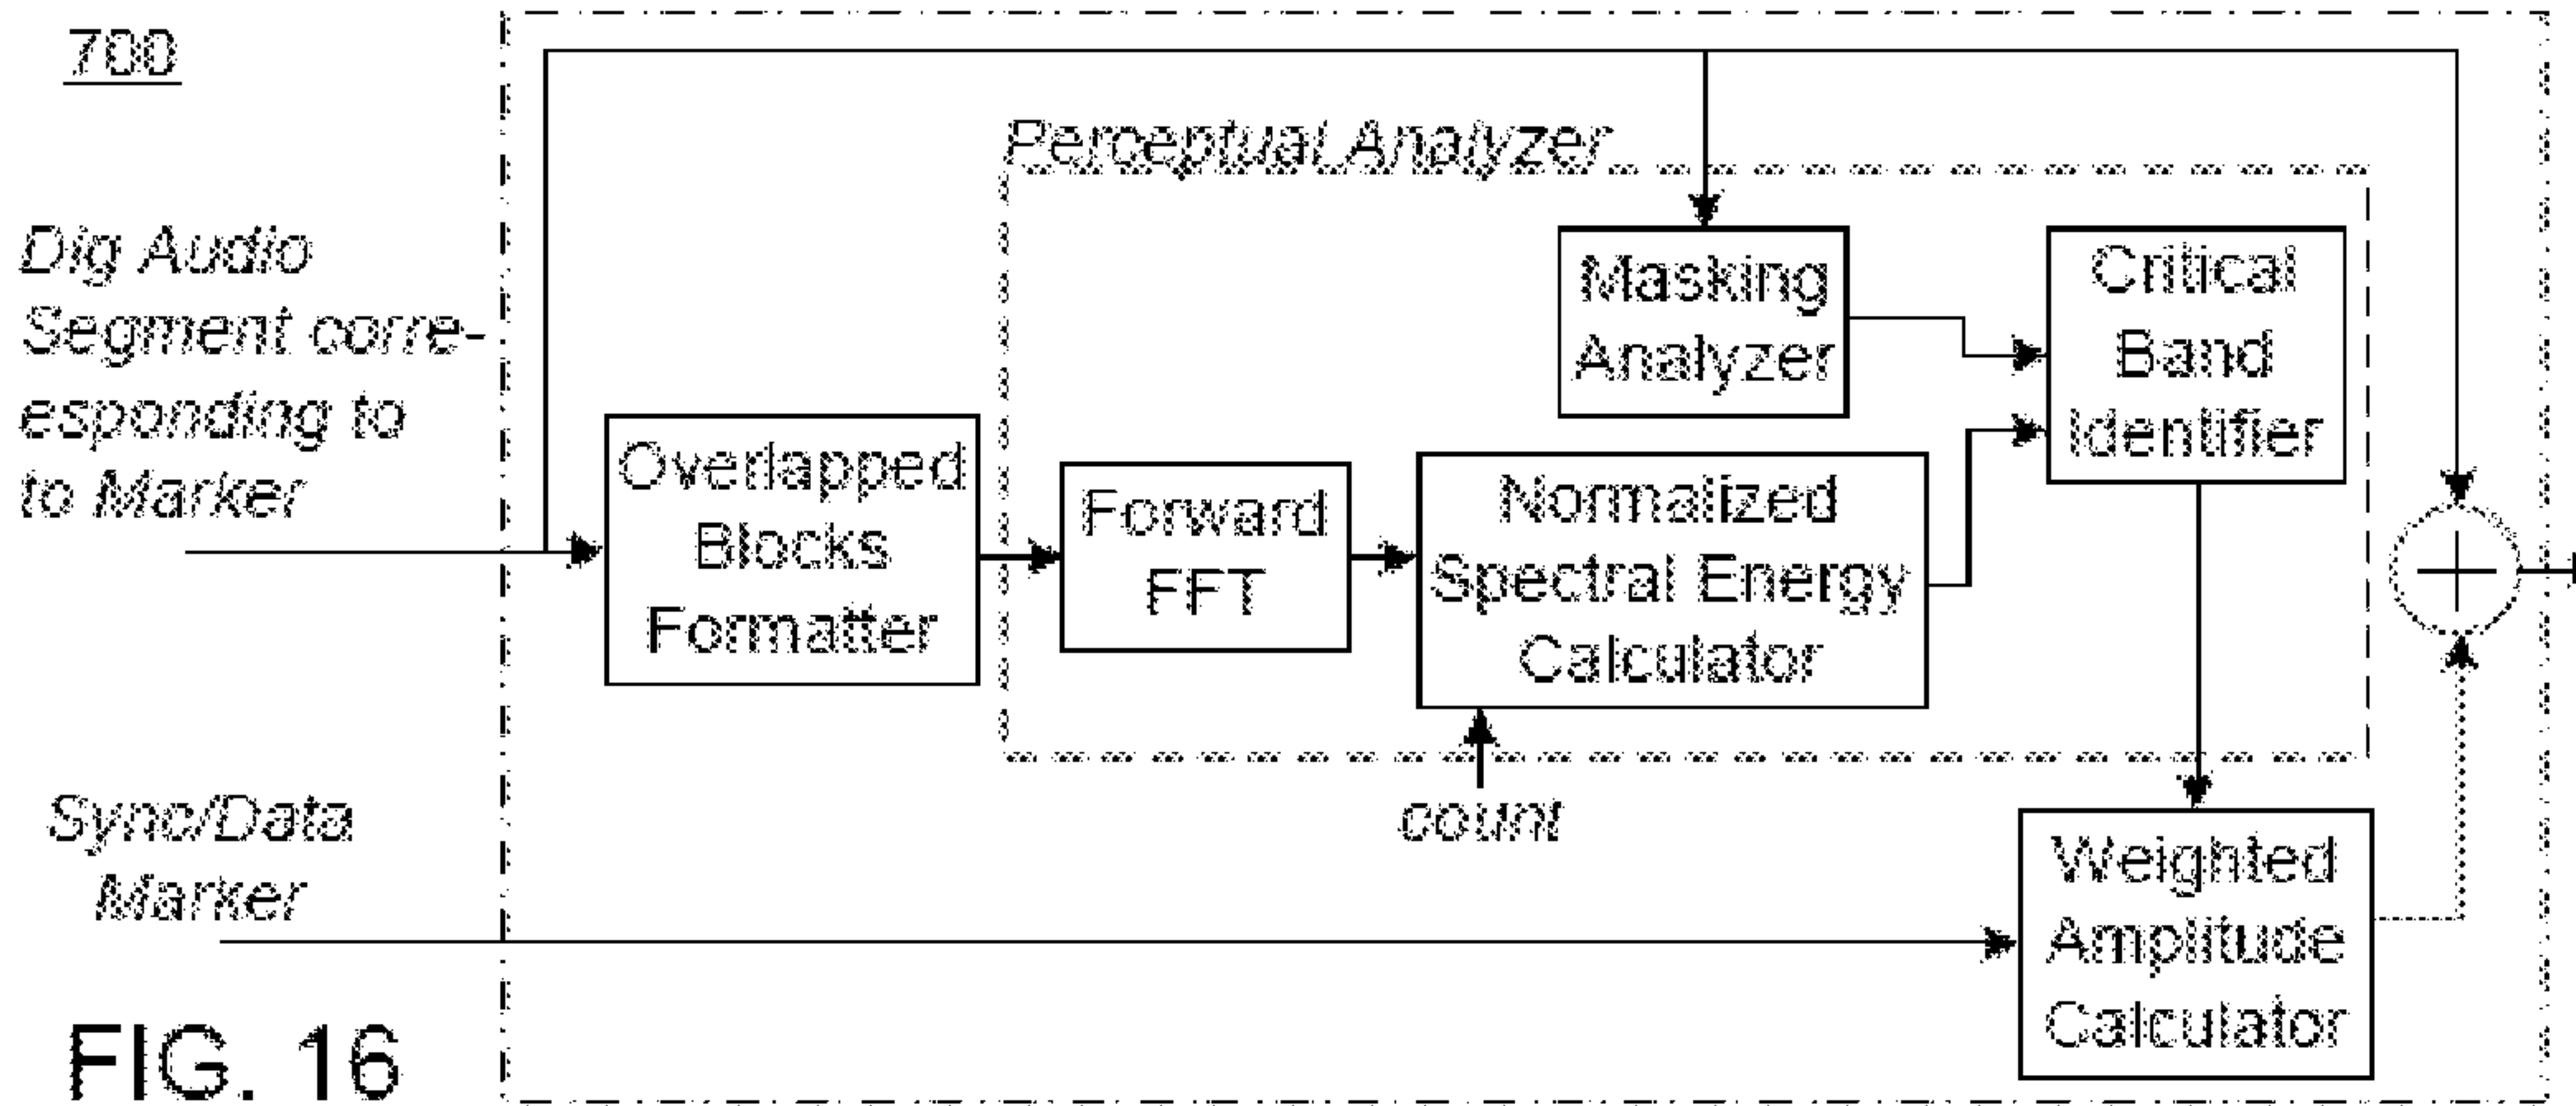 700
Dig Audio
Segment corre-
esponding to
to Marker
Sync/Data
Marker
Perceptual Analyzer
Overlapped
Blocks
Formatter
Forward
FFT
Normalized
Spectral Energy
Calculator
count
Masking
Analyzer
Critical
Band
Identifier
Weighted
Amplitude
Calculator
+
FIG. 16